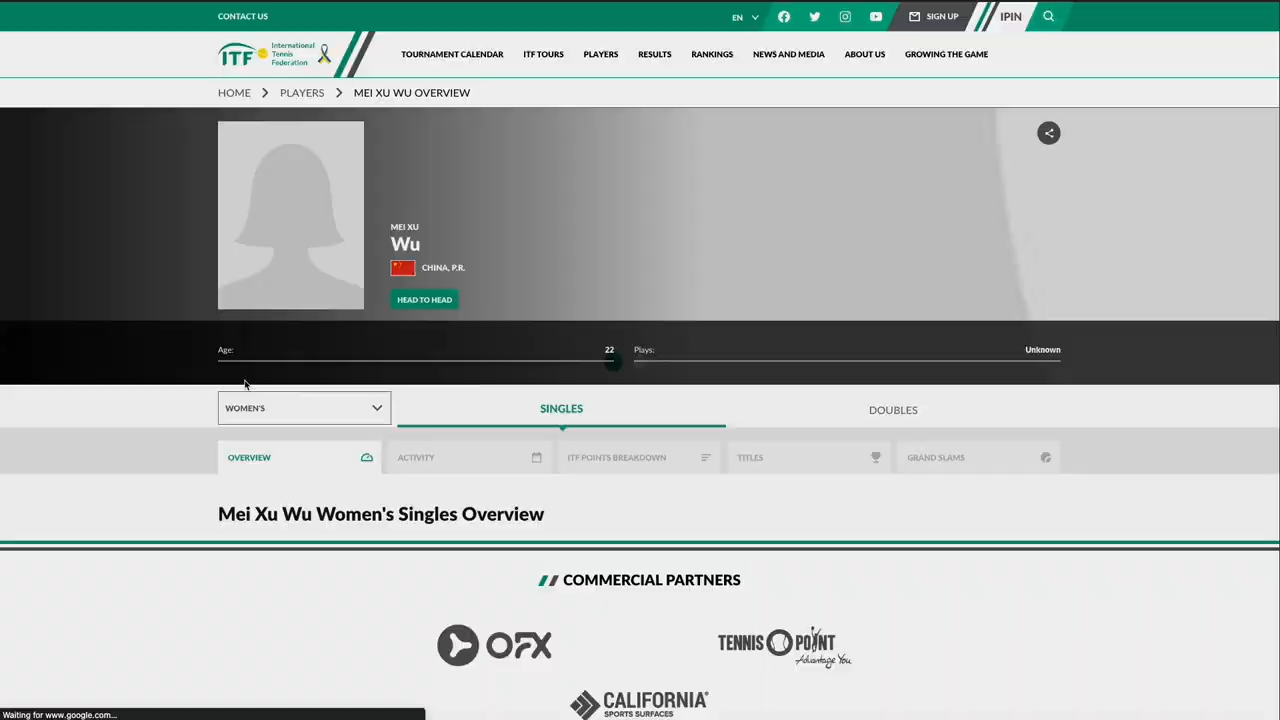 CONTACT US
EN
SIGN UP
IPIN
ITF
International
Tennis
Federation
TOURNAMENT CALENDAR
ITF TOURS
PLAYERS
RESULTS
RANKINGS
NEWS AND MEDIA
ABOUT US
GROWING THE GAME
HOME
PLAYERS
MEI XU WU OVERVIEW
MEI XU
Wu
CHINA, P.R.
HEAD TO HEAD
Age:
22
Plays:
Unknown
WOMEN'S
SINGLES
DOUBLES
OVERVIEW
ACTIVITY
ITF POINTS BREAKDOWN
TITLES
GRAND SLAMS
Mei Xu Wu Women's Singles Overview
COMMERCIAL PARTNERS
OFX
TENNIS POINT
Advantage You
CALIFORNIA
SPORTS SURFACES
Waiting for www.google.com...